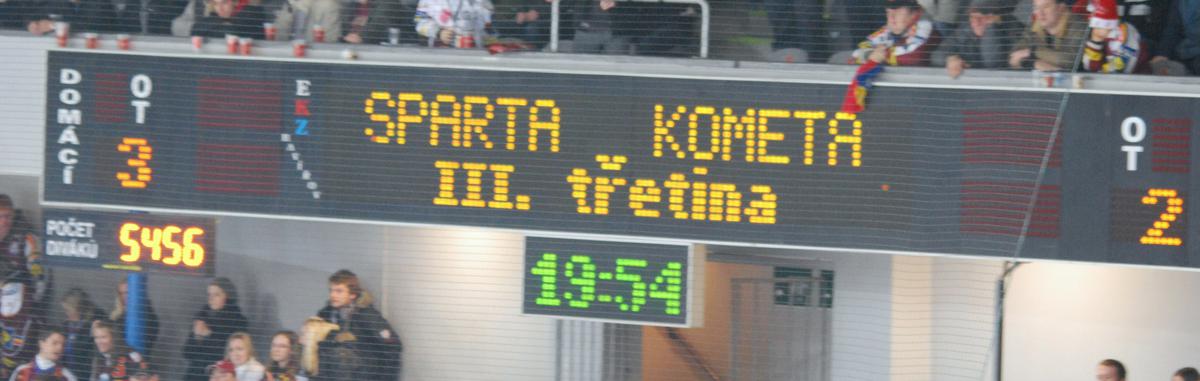 DOMÁCÍ
OT
3
EKZ
SPARTA KOMETA
III. třetina
OT
2
POČET
DIVÁKŮ
5456
19:54